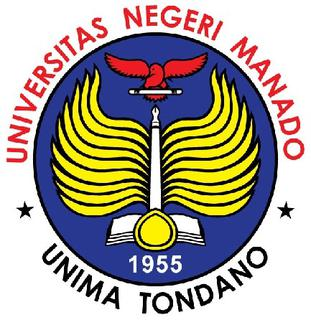 UNIVERSITAS NEGERI MANADO
1955
UNIMA TONDANO